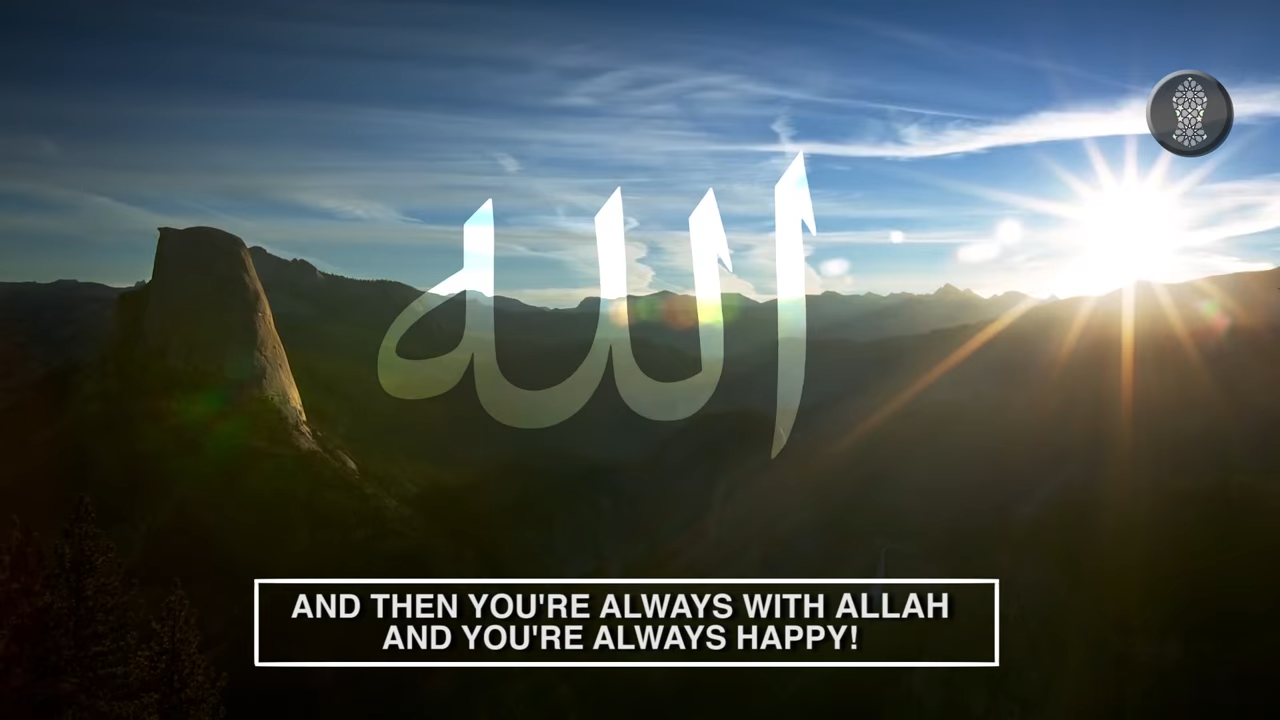 الله
AND THEN YOU'RE ALWAYS WITH ALLAH
AND YOU'RE ALWAYS HAPPY!